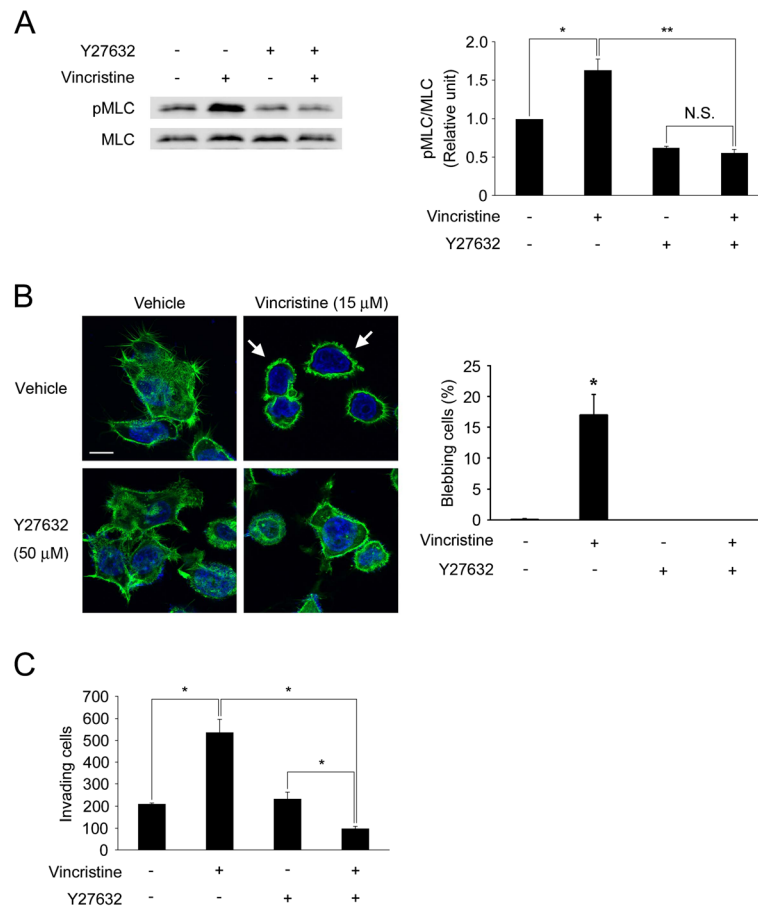 A
Y27632 - - + +
Vincristine - + - +
pMLC
MLC
pMLC/MLC
(Relative unit)
2.0
1.5
1.0
0.5
0
* **
N.S.
Vincristine - + - +
Y27632 - - + +
B
Vehicle Vincristine (15 μM)
Vehicle
Y27632
(50 μM)
Blebbing cells (%)
25
20
15
10
5
0
*
Vincristine - + - +
Y27632 - - + +
C
Invading cells
700
600
500
400
300
200
100
0
* *
*
Vincristine - + - +
Y27632 - - + +